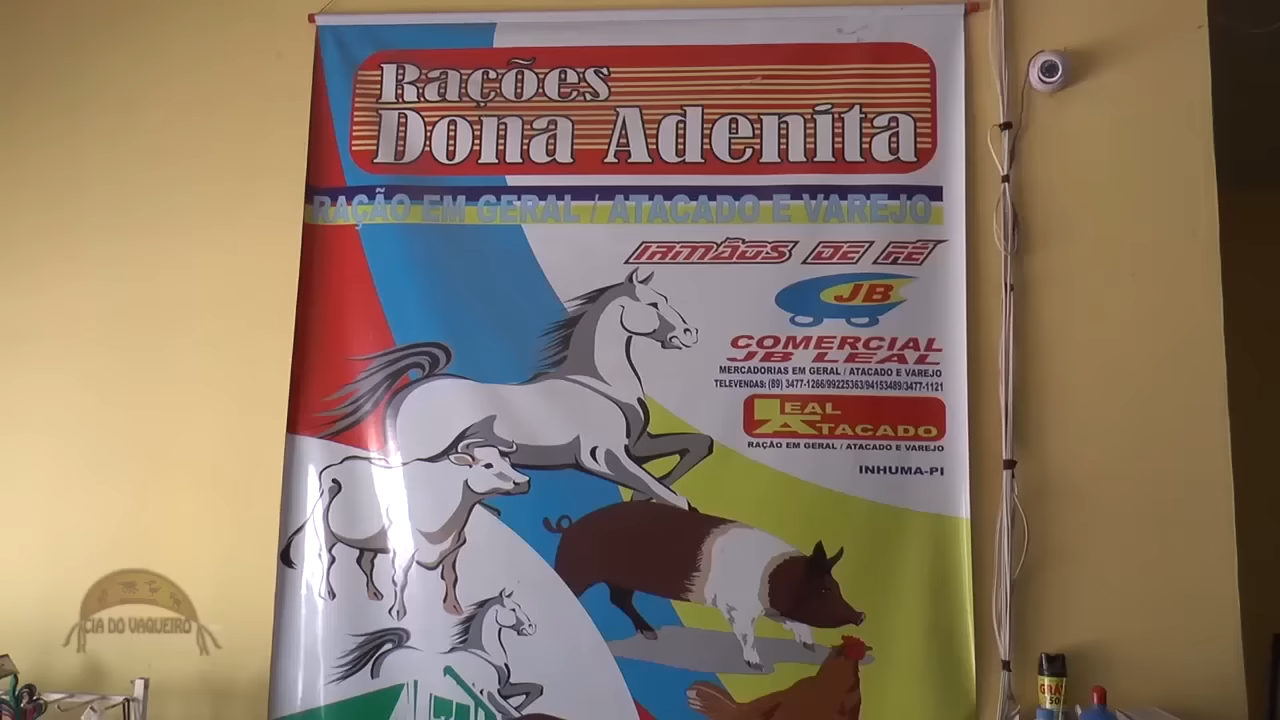 Rações
Dona Adenita
RAÇÃO EM GERAL / ATACADO E VAREJO
IRMÃOS DE FÉ
JB
COMERCIAL
JB LEAL
MERCADORIAS EM GERAL / ATACADO E VAREJO
TELEVENDAS: (89) 3477-1266/99225363/94153489/3477-1121
LEAL
ATACADO
RAÇÃO EM GERAL / ATACADO E VAREJO
INHUMA-PI
CIA DO VAQUEIRO
GRÁ
50